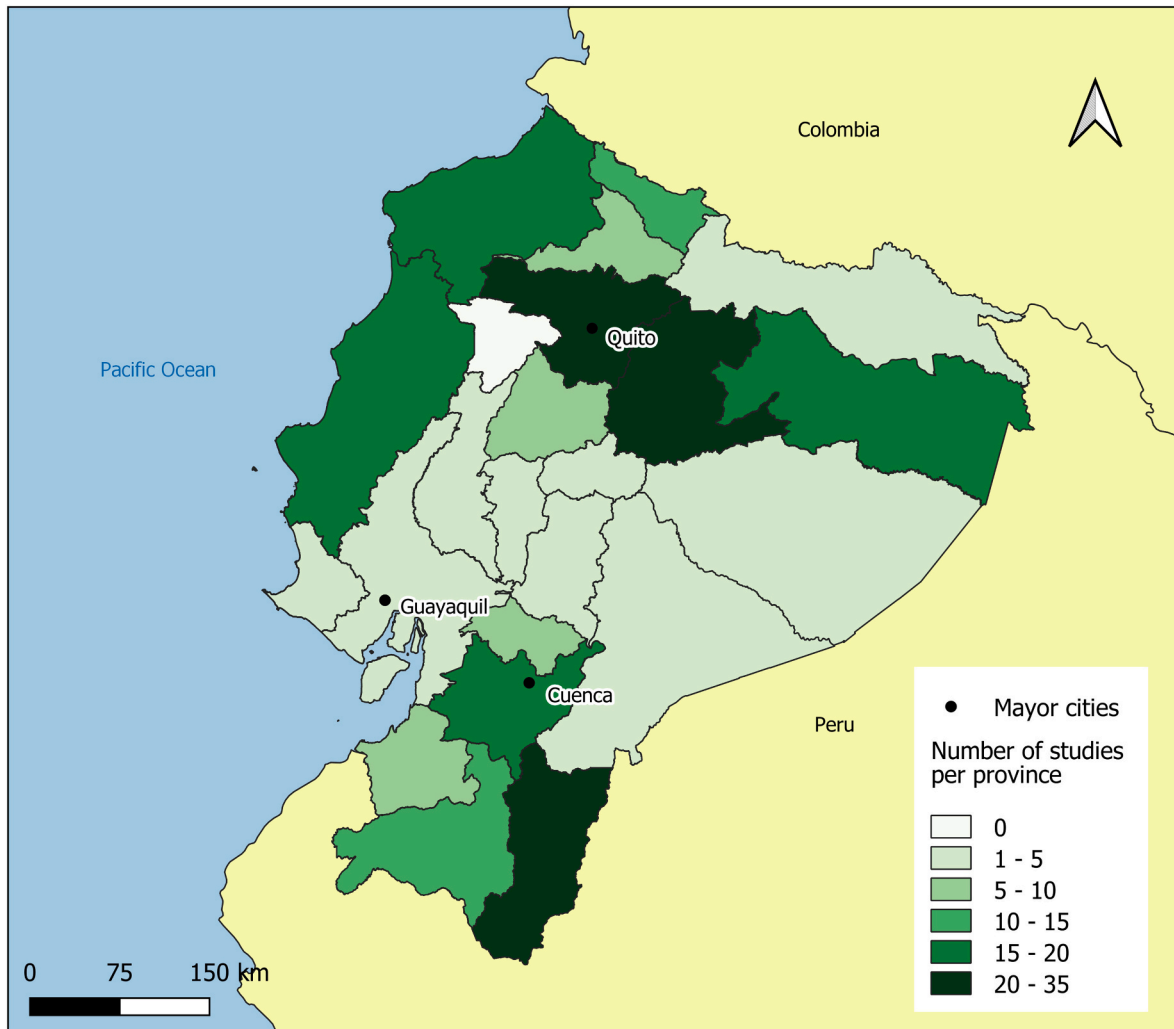 Colombia
Quito
Pacific Ocean
Guayaquil
Cuenca
Peru
Mayor cities
Number of studies
per province
0
1 - 5
5 - 10
10 - 15
15 - 20
20 - 35
0 75 150 km